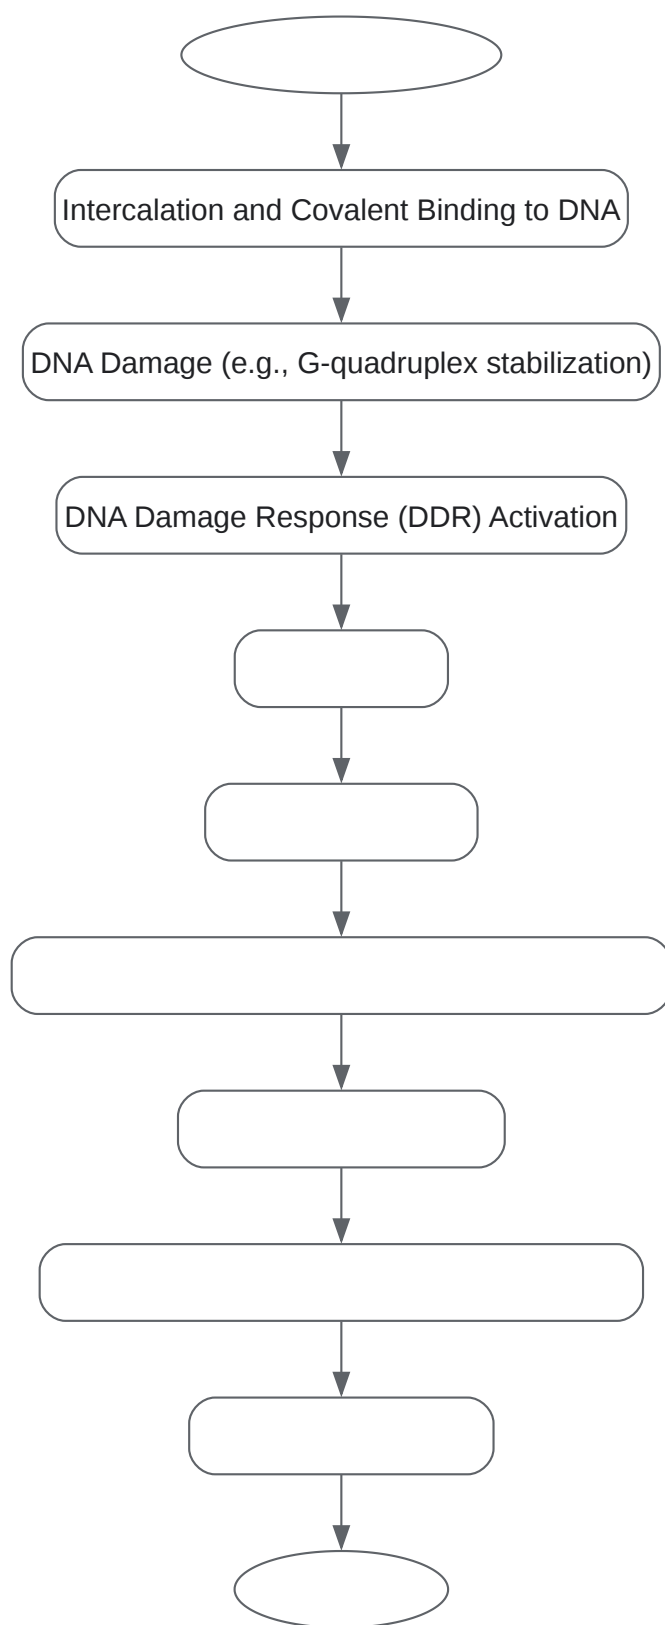 Intercalation and Covalent Binding to DNA
DNA Damage (e.g., G-quadruplex stabilization)
DNA Damage Response (DDR) Activation